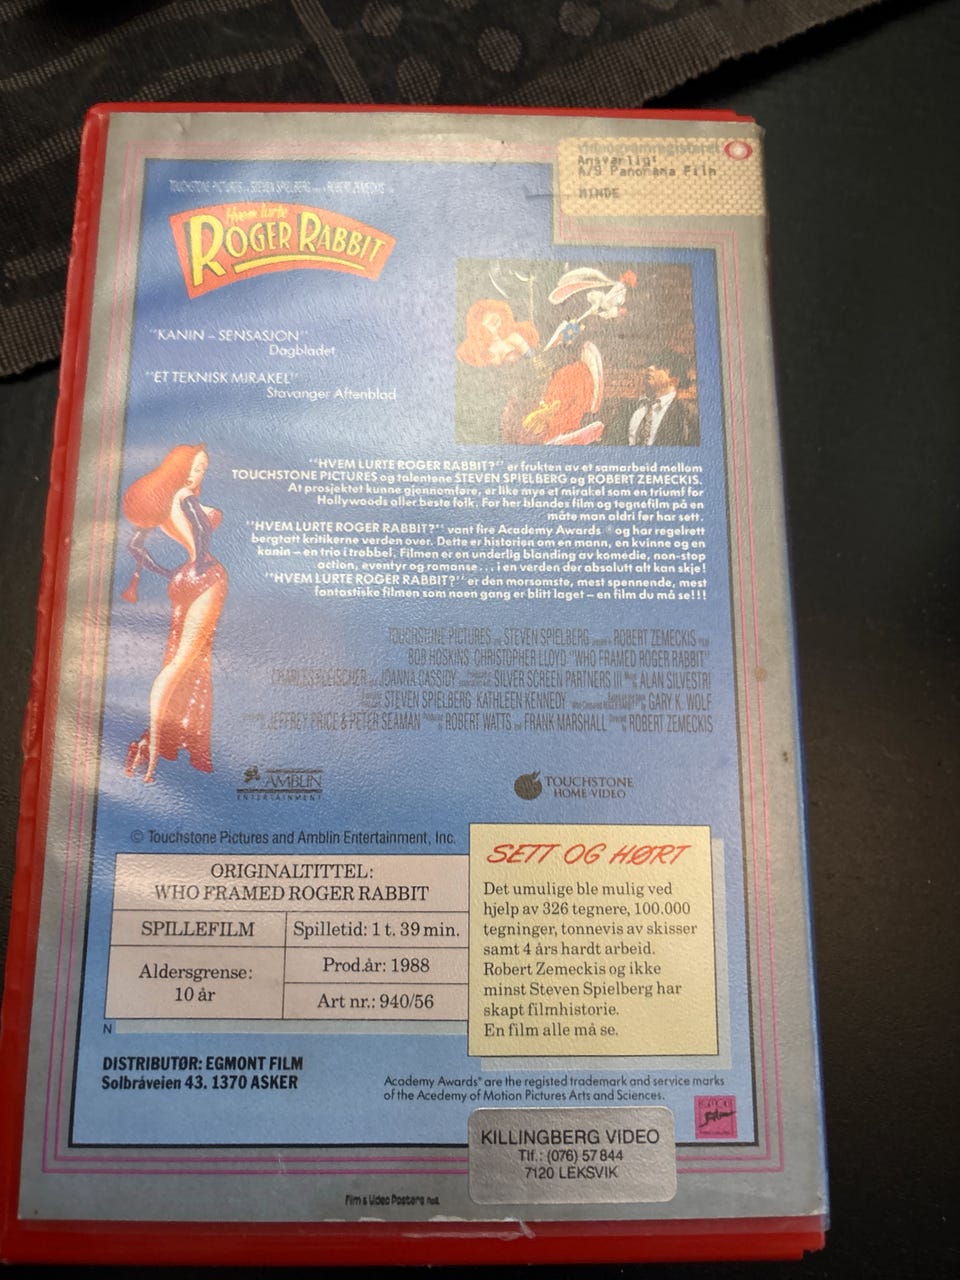 videogramregisteret
Ansvarlig:
A/S Panorama Film
MINDE
TOUCHSTONE PICTURES STEVEN SPIELBERG ROBERT ZEMECKIS
Hvem lurte
ROGER RABBIT
"KANIN – SENSASJON"
Dagbladet
"ET TEKNISK MIRAKEL"
Stavanger Aftenblad
"HVEM LURTE ROGER RABBIT?" er frukten av et samarbeid mellom
TOUCHSTONE PICTURES og talentene STEVEN SPIELBERG og ROBERT ZEMECKIS.
At prosjektet kunne gjennomføre, er like mye et mirakel som en triumf for
Hollywoods aller beste folk. For her blandes film og tegnefilm på en
måte man aldri før har sett.
"HVEM LURTE ROGER RABBIT?" vant fire Academy Awards ® og har regelrett
bergtatt kritikerne verden over. Dette er historien om en mann, en kvinne og en
kanin – en trio i trøbbel. Filmen er en underlig blanding av komedie, non-stop
action, eventyr og romanse... i en verden der absolutt alt kan skje!
"HVEM LURTE ROGER RABBIT?" er den morsomste, mest spennende, mest
fantastiske filmen som noen gang er blitt laget – en film du må se!!!
TOUCHSTONE PICTURES STEVEN SPIELBERG ROBERT ZEMECKIS
BOB HOSKINS CHRISTOPHER LLOYD "WHO FRAMED ROGER RABBIT"
CHARLES FLEISCHER JOANNA CASSIDY SILVER SCREEN PARTNERS III ALAN SILVESTRI
STEVEN SPIELBERG KATHLEEN KENNEDY GARY K. WOLF
JEFFREY PRICE & PETER SEAMAN ROBERT WATTS FRANK MARSHALL ROBERT ZEMECKIS
AMBLIN
ENTERTAINMENT
TOUCHSTONE
HOME VIDEO
© Touchstone Pictures and Amblin Entertainment, Inc.
ORIGINALTITTEL:
WHO FRAMED ROGER RABBIT
SPILLEFILM
Spilletid: 1 t. 39 min.
Aldersgrense:
10 år
Prod.år: 1988
Art nr.: 940/56
N
SETT OG HØRT
Det umulige ble mulig ved
hjelp av 326 tegnere, 100.000
tegninger, tonnevis av skisser
samt 4 års hardt arbeid.
Robert Zemeckis og ikke
minst Steven Spielberg har
skapt filmhistorie.
En film alle må se.
DISTRIBUTØR: EGMONT FILM
Solbråveien 43. 1370 ASKER
Academy Awards® are the registed trademark and service marks
of the Acedemy of Motion Pictures Arts and Sciences.
EGMONT
film
KILLINGBERG VIDEO
Tlf.: (076) 57 844
7120 LEKSVIK
Film & Video Posters